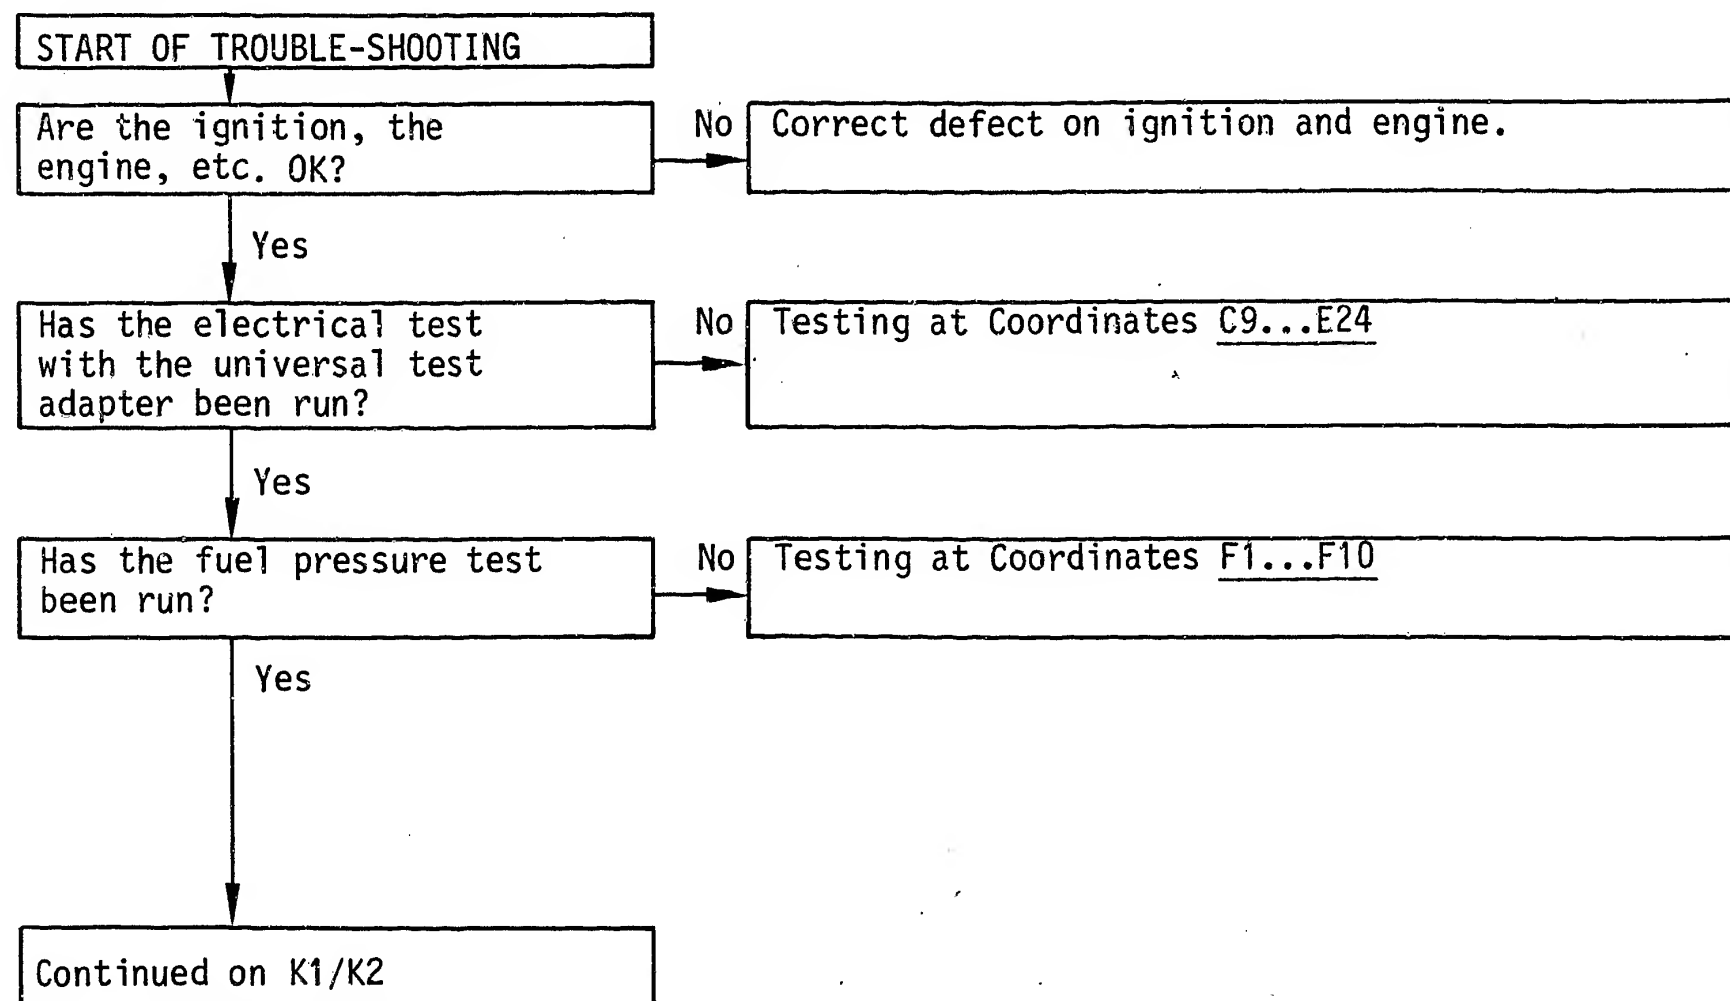 START OF TROUBLE-SHOOTING
Are the ignition, the
engine, etc. OK?
No
Correct defect on ignition and engine.
Yes
Has the electrical test
with the universal test
adapter been run?
No
Testing at Coordinates C9...E24
Yes
Has the fuel pressure test
been run?
No
Testing at Coordinates F1...F10
Yes
Continued on K1/K2